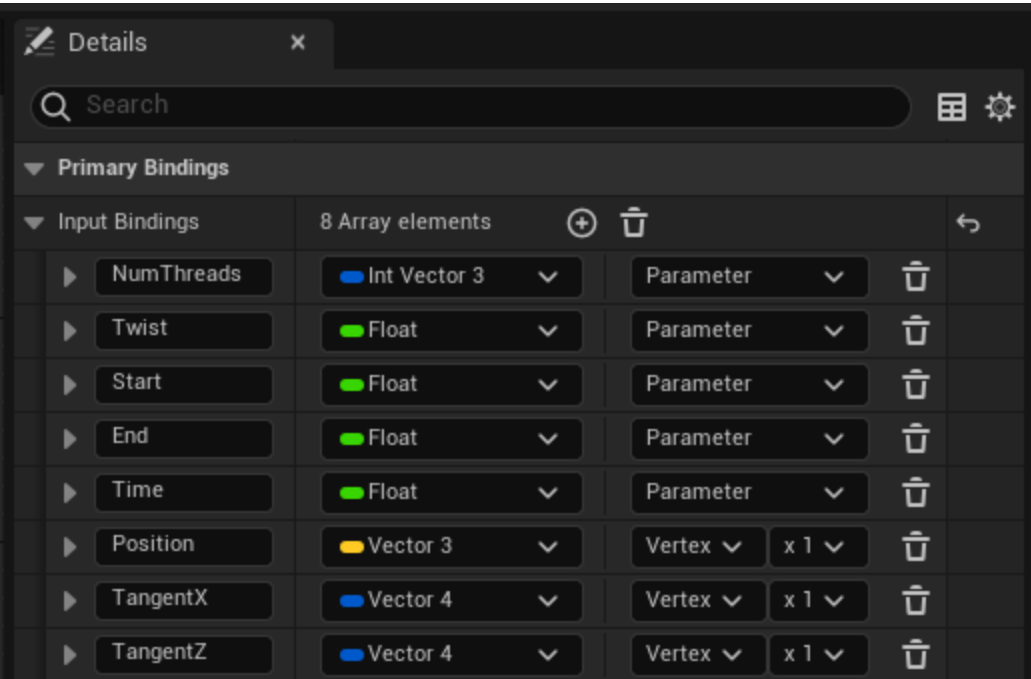 Details
Search
Primary Bindings
Input Bindings 8 Array elements
NumThreads Int Vector 3 Parameter
Twist Float Parameter
Start Float Parameter
End Float Parameter
Time Float Parameter
Position Vector 3 Vertex x 1
TangentX Vector 4 Vertex x 1
TangentZ Vector 4 Vertex x 1